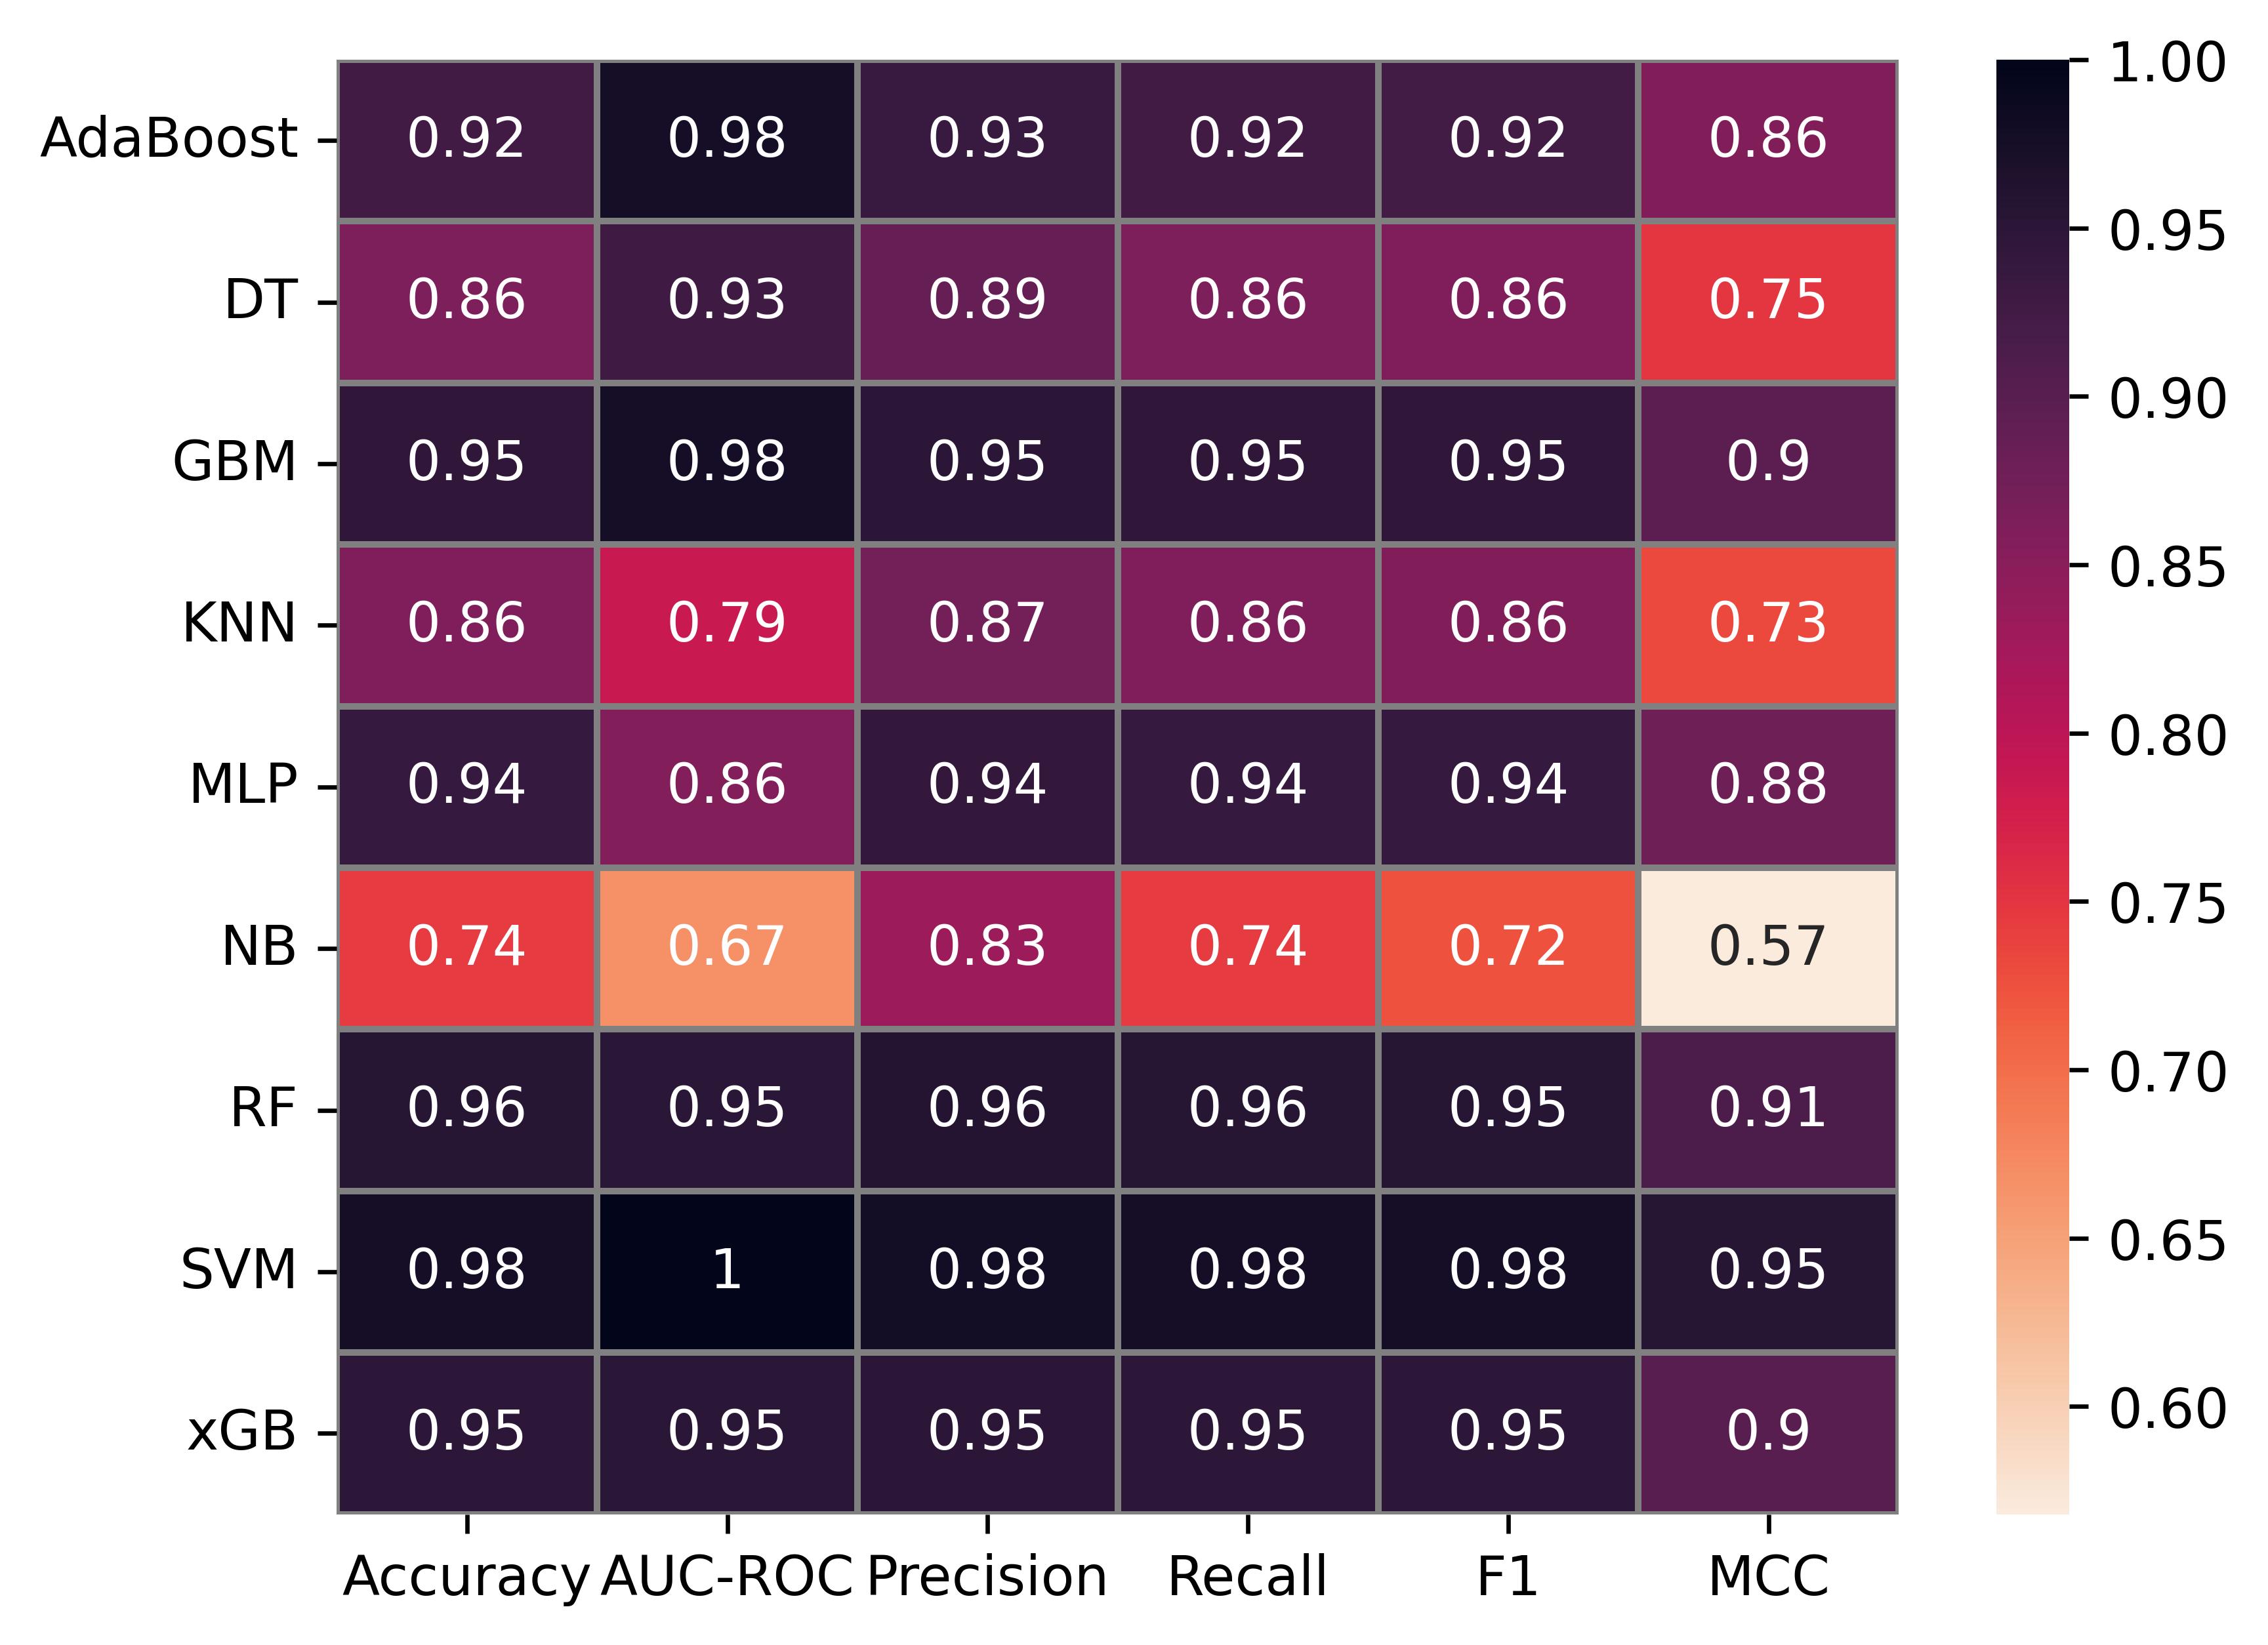 AdaBoost 0.92 0.98 0.93 0.92 0.92 0.86
DT 0.86 0.93 0.89 0.86 0.86 0.75
GBM 0.95 0.98 0.95 0.95 0.95 0.9
KNN 0.86 0.79 0.87 0.86 0.86 0.73
MLP 0.94 0.86 0.94 0.94 0.94 0.88
NB 0.74 0.67 0.83 0.74 0.72 0.57
RF 0.96 0.95 0.96 0.96 0.95 0.91
SVM 0.98 1 0.98 0.98 0.98 0.95
xGB 0.95 0.95 0.95 0.95 0.95 0.9
Accuracy AUC-ROC Precision Recall F1 MCC
1.00
0.95
0.90
0.85
0.80
0.75
0.70
0.65
0.60